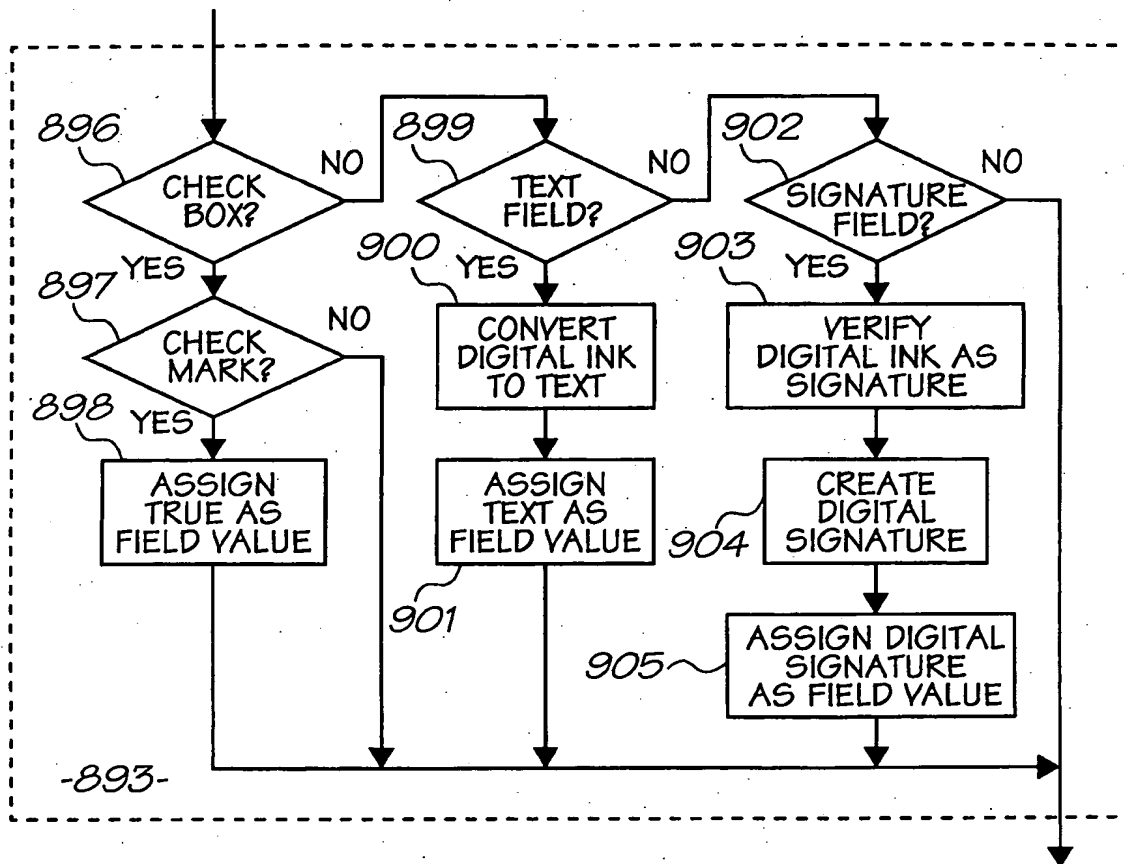 896
CHECK
BOX?
NO
YES
897
CHECK
MARK?
NO
YES
898
ASSIGN
TRUE AS
FIELD VALUE
899
TEXT
FIELD?
NO
YES
900
CONVERT
DIGITAL INK
TO TEXT
ASSIGN
TEXT AS
FIELD VALUE
901
902
SIGNATURE
FIELD?
NO
YES
903
VERIFY
DIGITAL INK AS
SIGNATURE
CREATE
DIGITAL
SIGNATURE
904
ASSIGN DIGITAL
SIGNATURE
AS FIELD VALUE
905
-893-